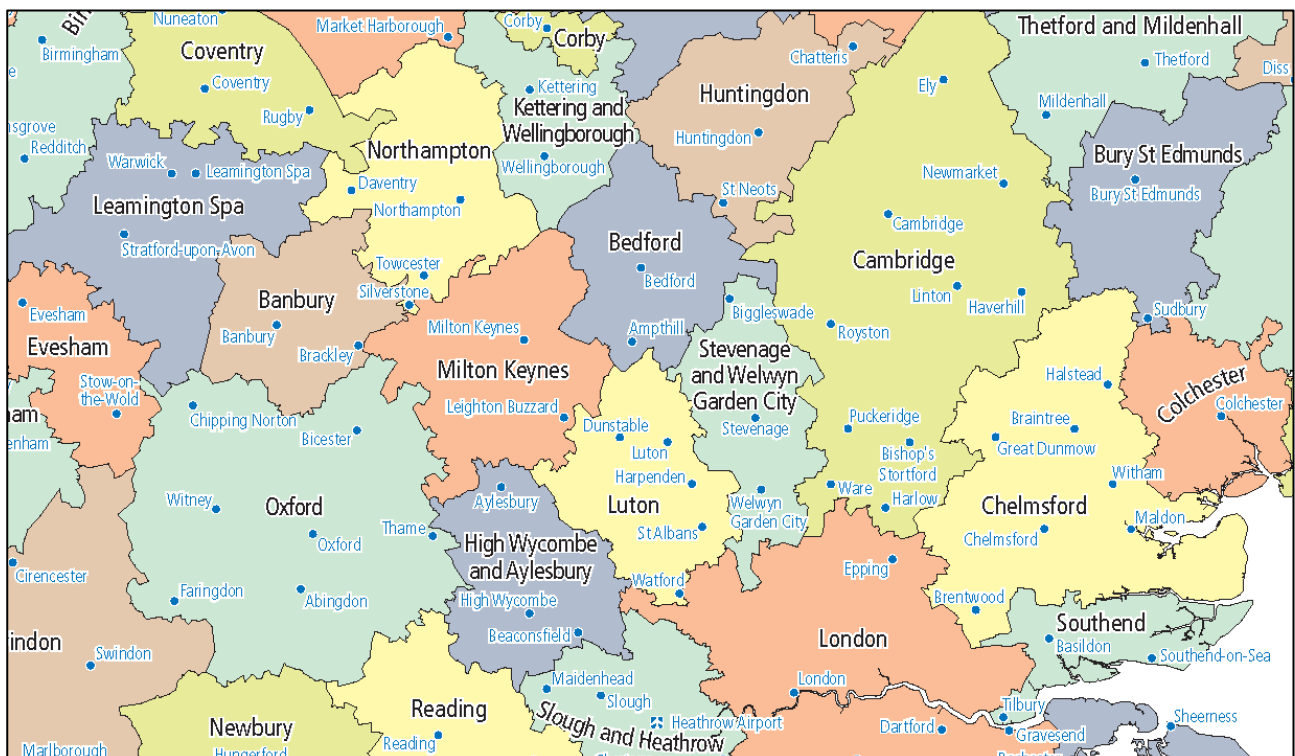 Nuneaton
Market Harborough
Corby
Corby
Thetford and Mildenhall
Bir
Birmingham
Coventry
Coventry
Chatteris
Thetford
Diss
Kettering
Kettering and
Wellingborough
Huntingdon
Ely
Mildenhall
Rugby
nsgrove
Redditch
Northampton
Huntingdon
Warwick
Leamington Spa
Wellingborough
Bury St Edmunds
Bury St Edmunds
Leamington Spa
Daventry
Northampton
St Neots
Newmarket
Cambridge
Stratford-upon-Avon
Bedford
Bedford
Cambridge
Towcester
Silverstone
Banbury
Banbury
Brackley
Evesham
Evesham
Milton Keynes
Ampthill
Biggleswade
Linton
Haverhill
Royston
Sudbury
Stow-on-
the-Wold
Milton Keynes
Stevenage
and Welwyn
Garden City
Stevenage
Halstead
Colchester
Colchester
Chipping Norton
Bicester
Leighton Buzzard
Dunstable
Luton
Puckeridge
Braintree
Great Dunmow
am
enham
Harpenden
Bishop's
Stortford
Witham
Witney
Oxford
Oxford
Thame
Aylesbury
Luton
St Albans
Welwyn
Garden City
Ware
Harlow
Chelmsford
Chelmsford
Maldon
High Wycombe
and Aylesbury
Cirencester
Faringdon
Abingdon
High Wycombe
Watford
Epping
Brentwood
indon
Swindon
Beaconsfield
London
Southend
Basildon
Southend-on-Sea
Maidenhead
Slough
London
Newbury
Reading
Reading
Slough and Heathrow
Heathrow Airport
Dartford
Tilbury
Gravesend
Sheerness
Marlborough
Hungerford